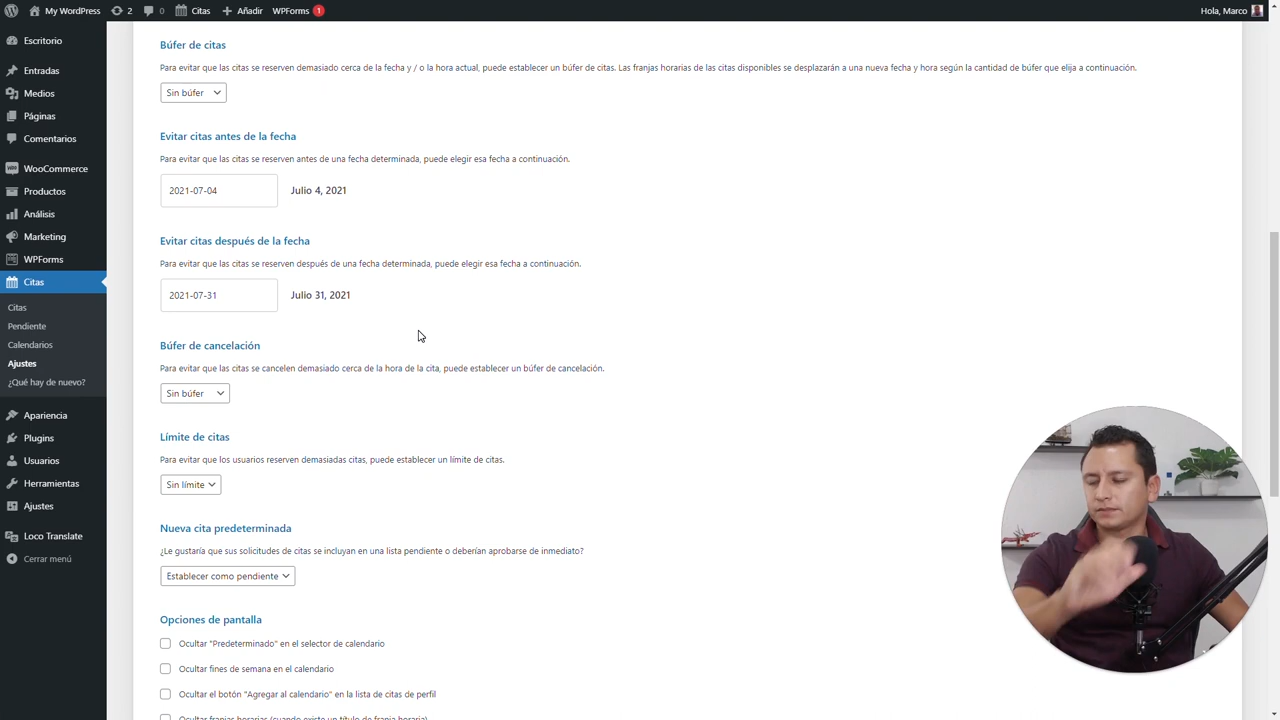 My WordPress
2
0
Citas
Añadir
WPForms
1
Hola, Marco
Escritorio
Entradas
Medios
Páginas
Comentarios
WooCommerce
Productos
Análisis
Marketing
WPForms
Citas
Citas
Pendiente
Calendarios
Ajustes
¿Qué hay de nuevo?
Apariencia
Plugins
Usuarios
Herramientas
Ajustes
Loco Translate
Cerrar menú
Búfer de citas
Para evitar que las citas se reserven demasiado cerca de la fecha y / o la hora actual, puede establecer un búfer de citas. Las franjas horarias de las citas disponibles se desplazarán a una nueva fecha y hora según la cantidad de búfer que elija a continuación.
Sin búfer
Evitar citas antes de la fecha
Para evitar que las citas se reserven antes de una fecha determinada, puede elegir esa fecha a continuación.
2021-07-04
Julio 4, 2021
Evitar citas después de la fecha
Para evitar que las citas se reserven después de una fecha determinada, puede elegir esa fecha a continuación.
2021-07-31
Julio 31, 2021
Búfer de cancelación
Para evitar que las citas se cancelen demasiado cerca de la hora de la cita, puede establecer un búfer de cancelación.
Sin búfer
Límite de citas
Para evitar que los usuarios reserven demasiadas citas, puede establecer un límite de citas.
Sin límite
Nueva cita predeterminada
¿Le gustaría que sus solicitudes de citas se incluyan en una lista pendiente o deberían aprobarse de inmediato?
Establecer como pendiente
Opciones de pantalla
Ocultar "Predeterminado" en el selector de calendario
Ocultar fines de semana en el calendario
Ocultar el botón "Agregar al calendario" en la lista de citas de perfil
Ocultar franjas horarias (cuando existe un título de franja horaria)